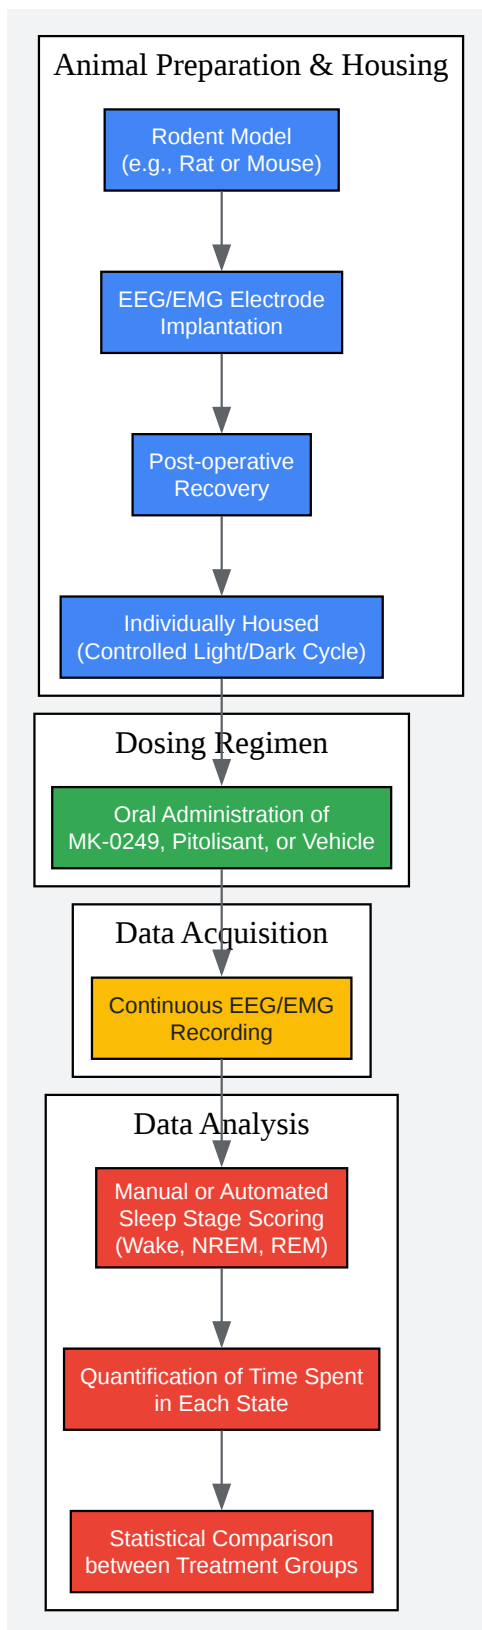 Animal Preparation & Housing
Rodent Model
(e.g., Rat or Mouse)
EEG/EMG Electrode
Implantation
Post-operative
Recovery
Individually Housed
(Controlled Light/Dark Cycle)
Dosing Regimen
Oral Administration of
MK-0249, Pitolisant, or Vehicle
Data Acquisition
Continuous EEG/EMG
Recording
Data Analysis
Manual or Automated
Sleep Stage Scoring
(Wake, NREM, REM)
Quantification of Time Spent
in Each State
Statistical Comparison
between Treatment Groups